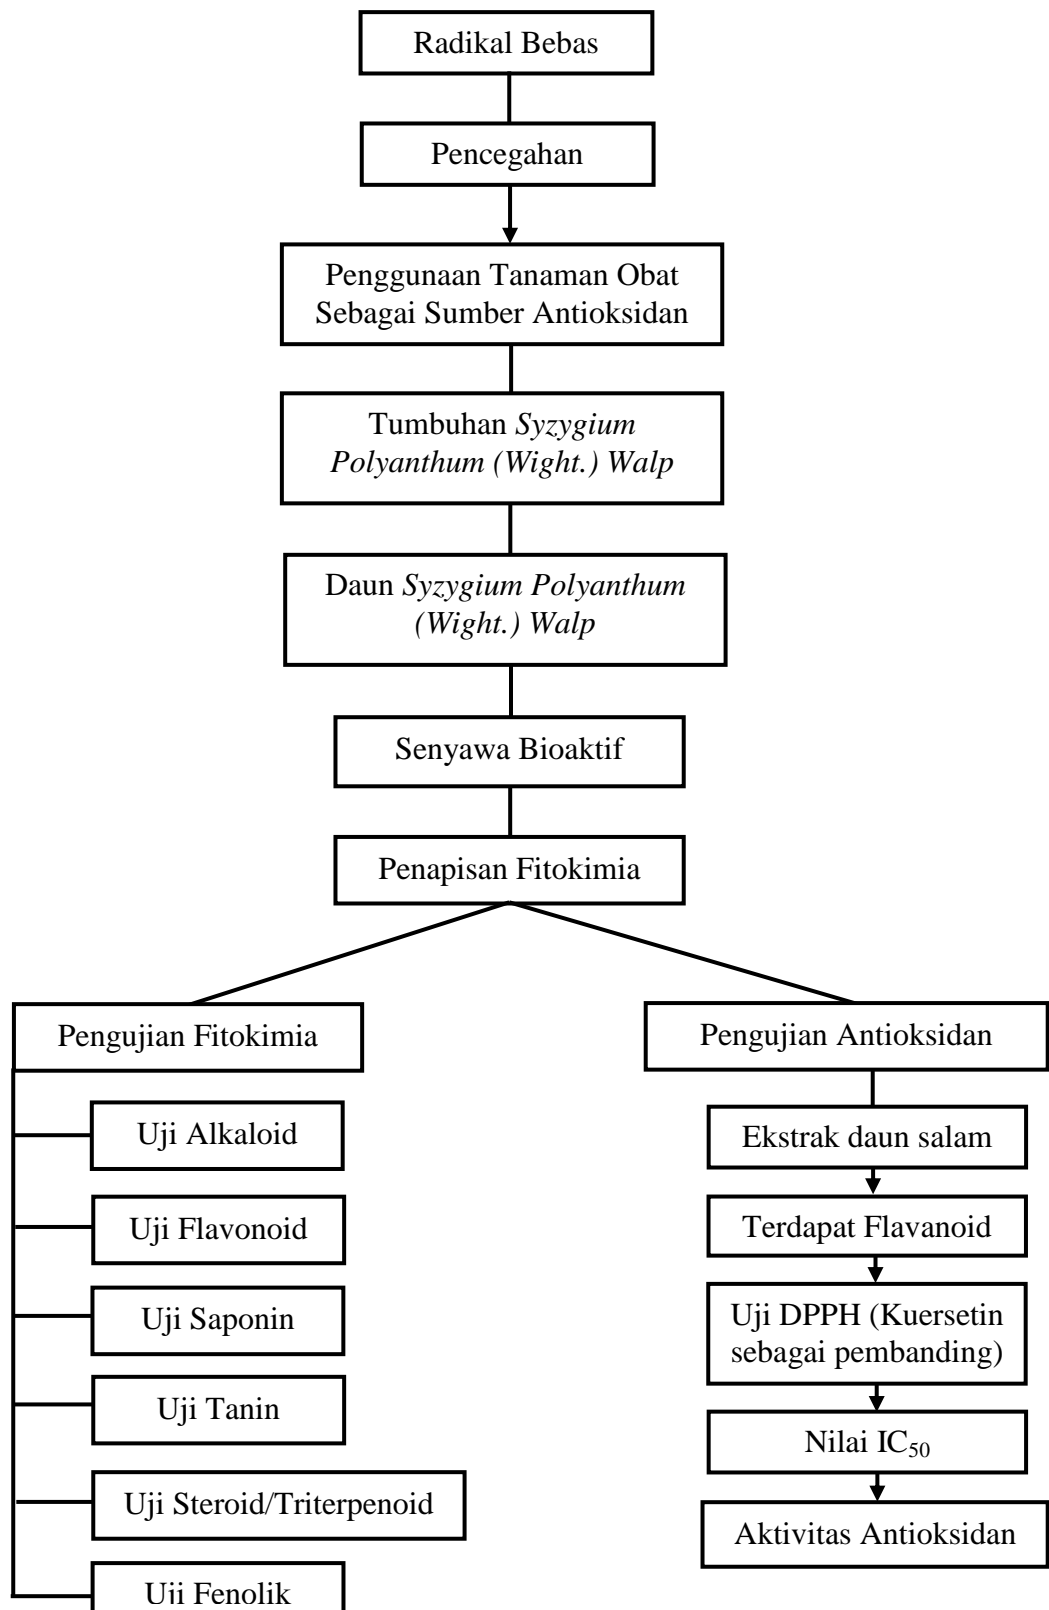 Radikal Bebas
Pencegahan
Penggunaan Tanaman Obat
Sebagai Sumber Antioksidan
Tumbuhan Syzygium
Polyanthum (Wight.) Walp
Daun Syzygium Polyanthum
(Wight.) Walp
Senyawa Bioaktif
Penapisan Fitokimia
Pengujian Fitokimia
Uji Alkaloid
Uji Flavonoid
Uji Saponin
Uji Tanin
Uji Steroid/Triterpenoid
Uji Fenolik
Pengujian Antioksidan
Ekstrak daun salam
Terdapat Flavanoid
Uji DPPH (Kuersetin
sebagai pembanding)
Nilai IC₅₀
Aktivitas Antioksidan